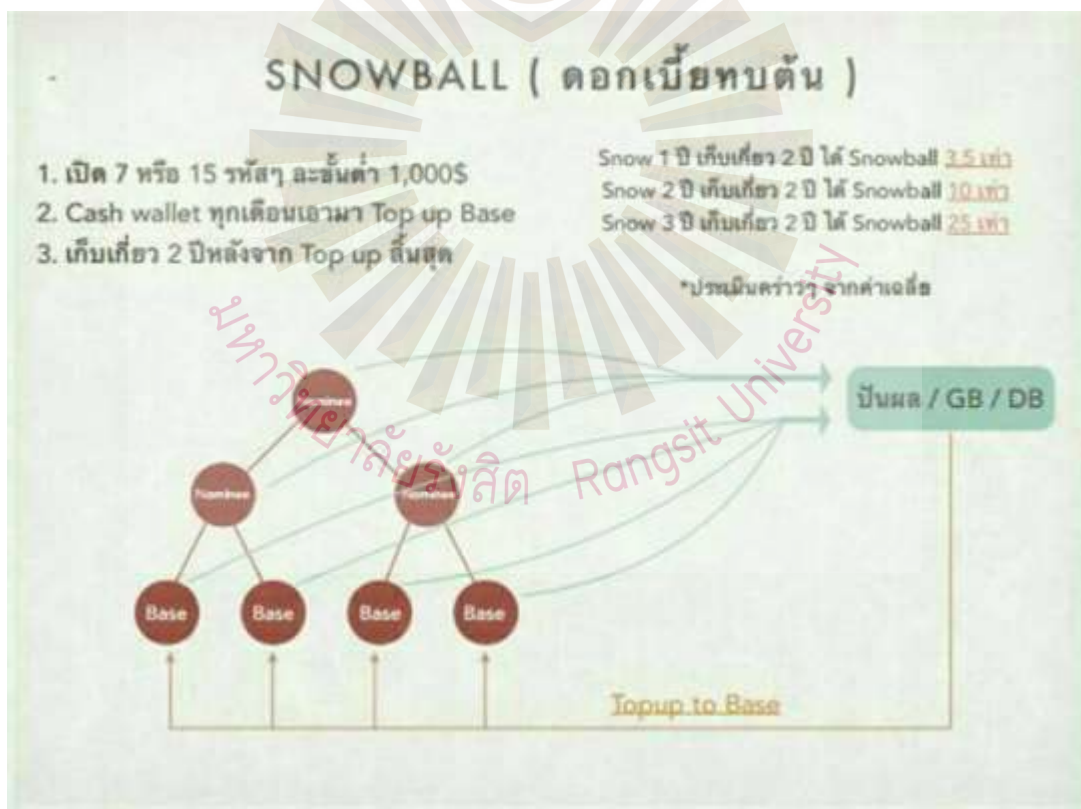 SNOWBALL ( ดอกเบี้ยทบต้น )
1. เปิด 7 หรือ 15 รหัสๆ ละขั้นต่ำ 1,000$
2. Cash wallet ทุกเดือนเอามา Top up Base
3. เก็บเกี่ยว 2 ปีหลังจาก Top up สิ้นสุด
Snow 1 ปี เก็บเกี่ยว 2 ปี ได้ Snowball 3.5 เท่า
Snow 2 ปี เก็บเกี่ยว 2 ปี ได้ Snowball 10 เท่า
Snow 3 ปี เก็บเกี่ยว 2 ปี ได้ Snowball 25 เท่า
*ประเมินคร่าวๆ จากค่าเฉลี่ย
Nominee
ปันผล / GB / DB
Nominee
Nominee
Base
Base
Base
Base
Topup to Base
มหาวิทยาลัยรังสิต Rangsit University